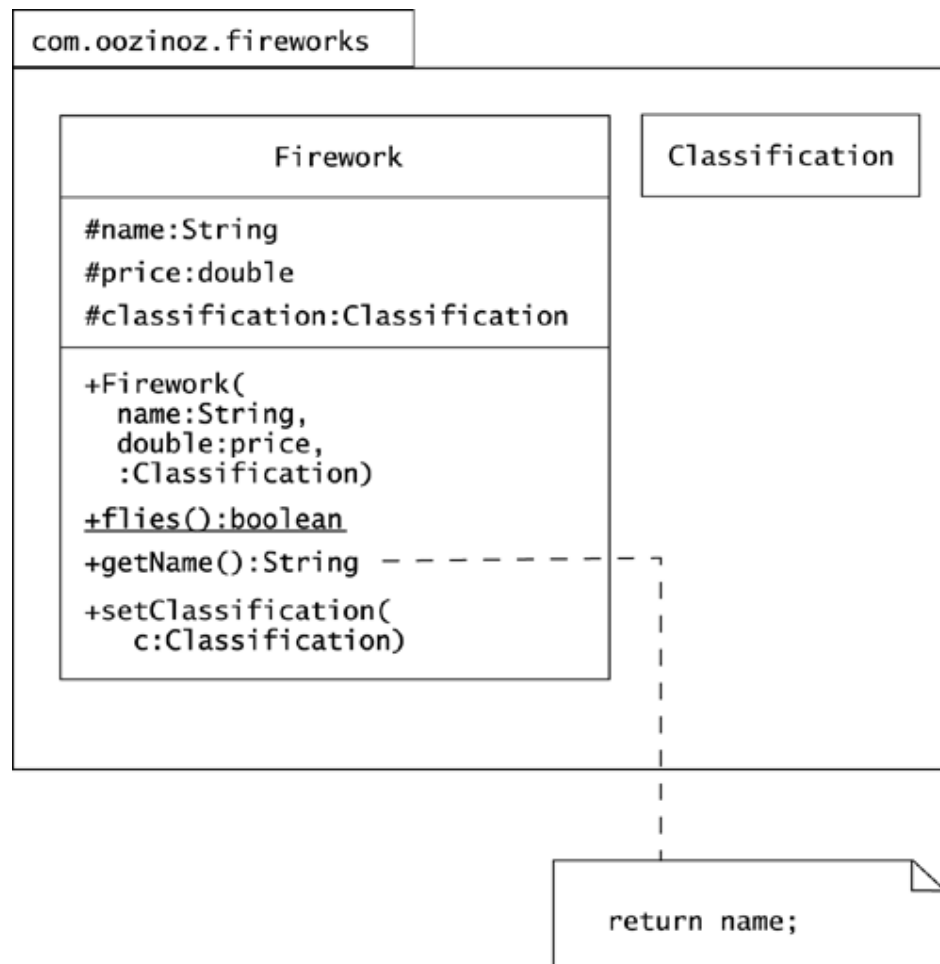 com.oozinoz.fireworks
Firework
Classification
#name:String
#price:double
#classification:Classification
+Firework(
name:String,
double:price,
:Classification)
+flies():boolean
+getName():String
+setClassification(
c:Classification)
return name;